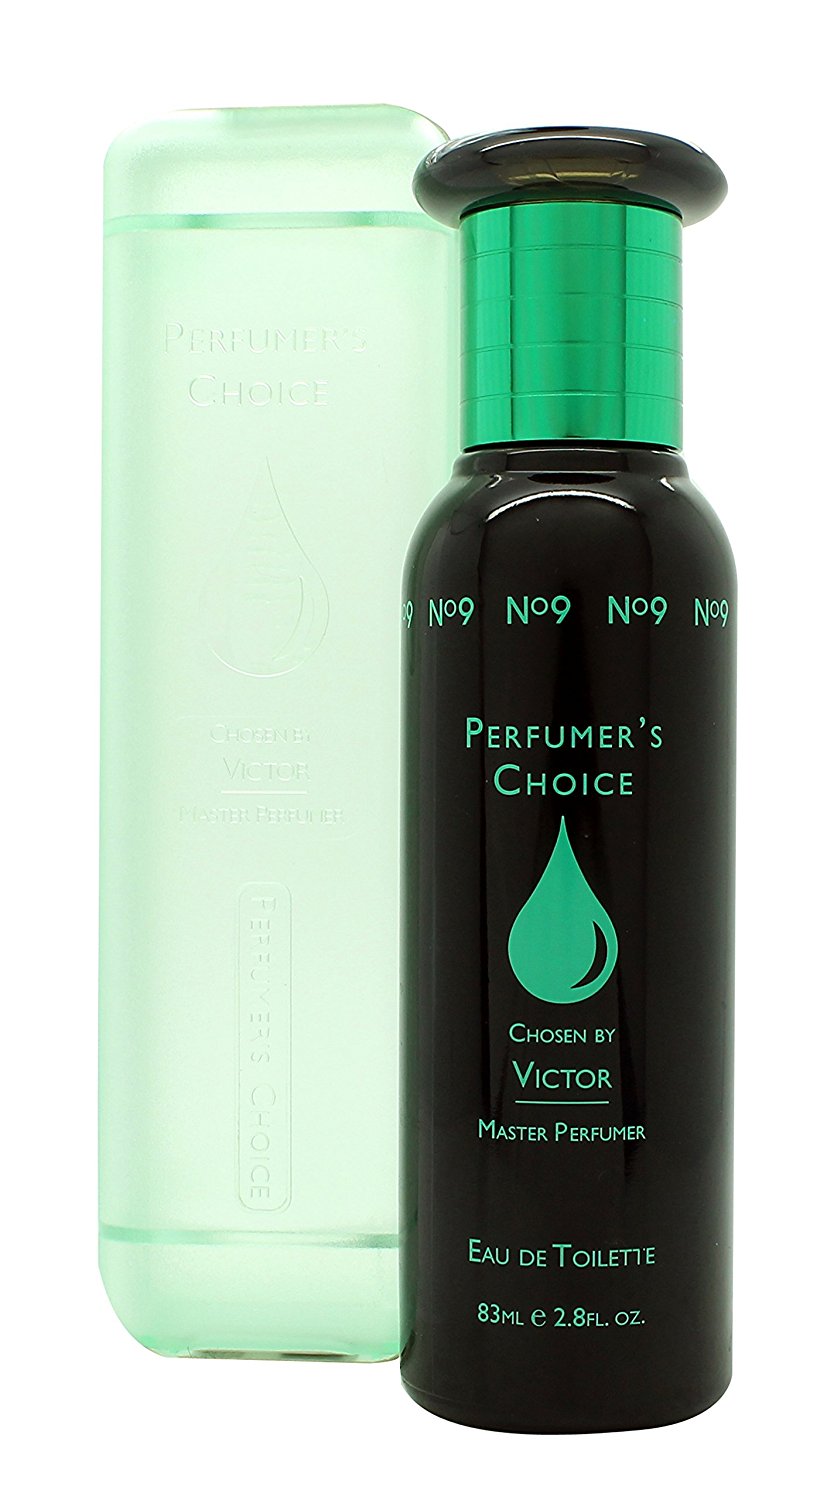 PERFUMER'S
CHOICE
CHOSEN BY
VICTOR
MASTER PERFUMER
PERFUMER'S CHOICE
No9 No9 No9 No9
PERFUMER'S
CHOICE
CHOSEN BY
VICTOR
MASTER PERFUMER
EAU DE TOILETTE
83ML e 2.8FL. OZ.